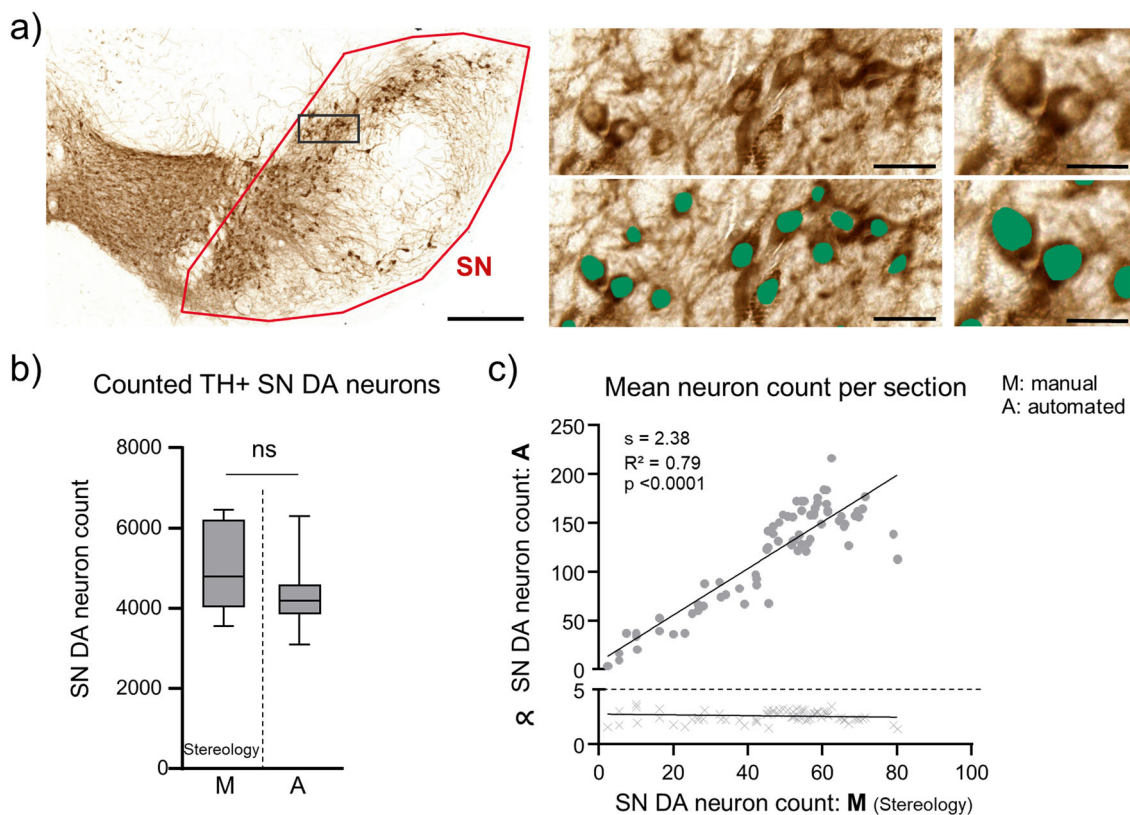 a)
SN
b)
Counted TH+ SN DA neurons
8000
6000
4000
2000
0
SN DA neuron count
ns
Stereology
M
A
c)
Mean neuron count per section
M: manual
A: automated
s = 2.38
R² = 0.79
p <0.0001
250
200
150
100
50
0
SN DA neuron count: A
5
0
∝
0
20
40
60
80
100
SN DA neuron count: M (Stereology)